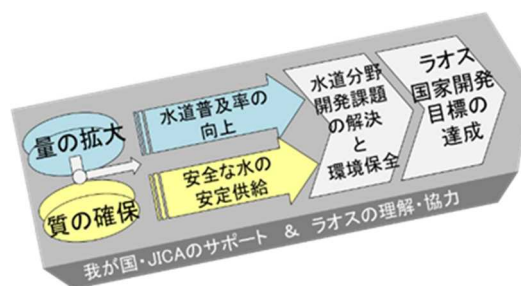 量の拡大
質の確保
水道普及率の
向上
安全な水の
安定供給
水道分野
開発課題
の解決
と
環境保全
ラオス
国家開発
目標の
達成
我が国・JICAのサポート & ラオスの理解・協力